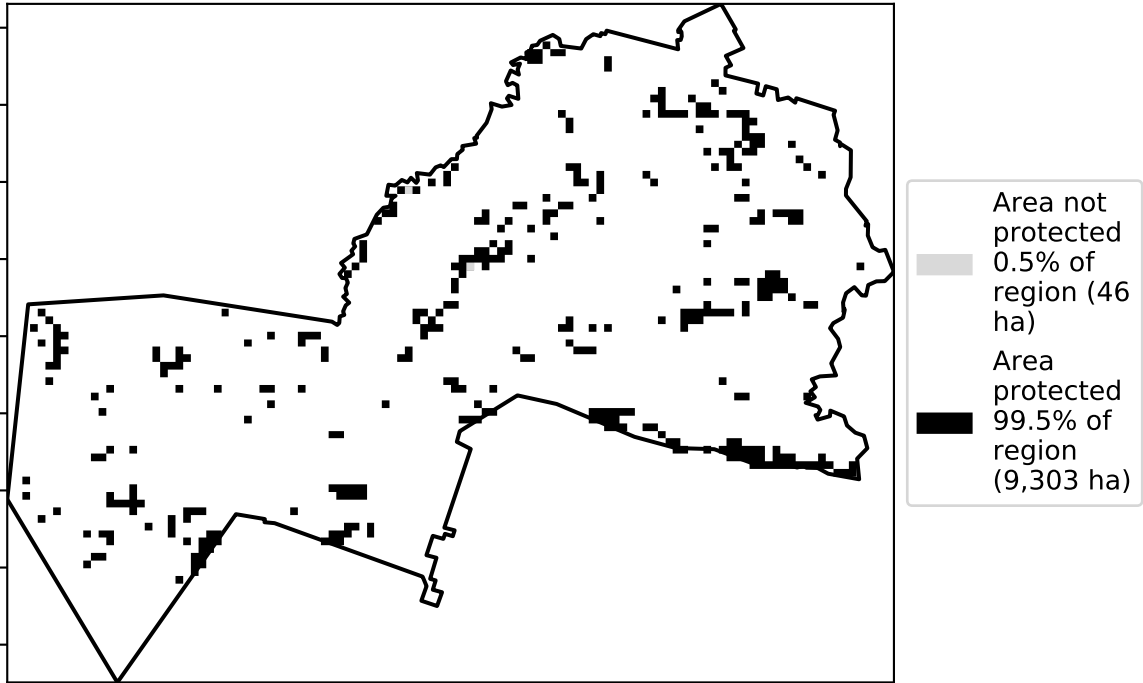 Area not
protected
0.5% of
region (46
ha)
Area
protected
99.5% of
region
(9,303 ha)